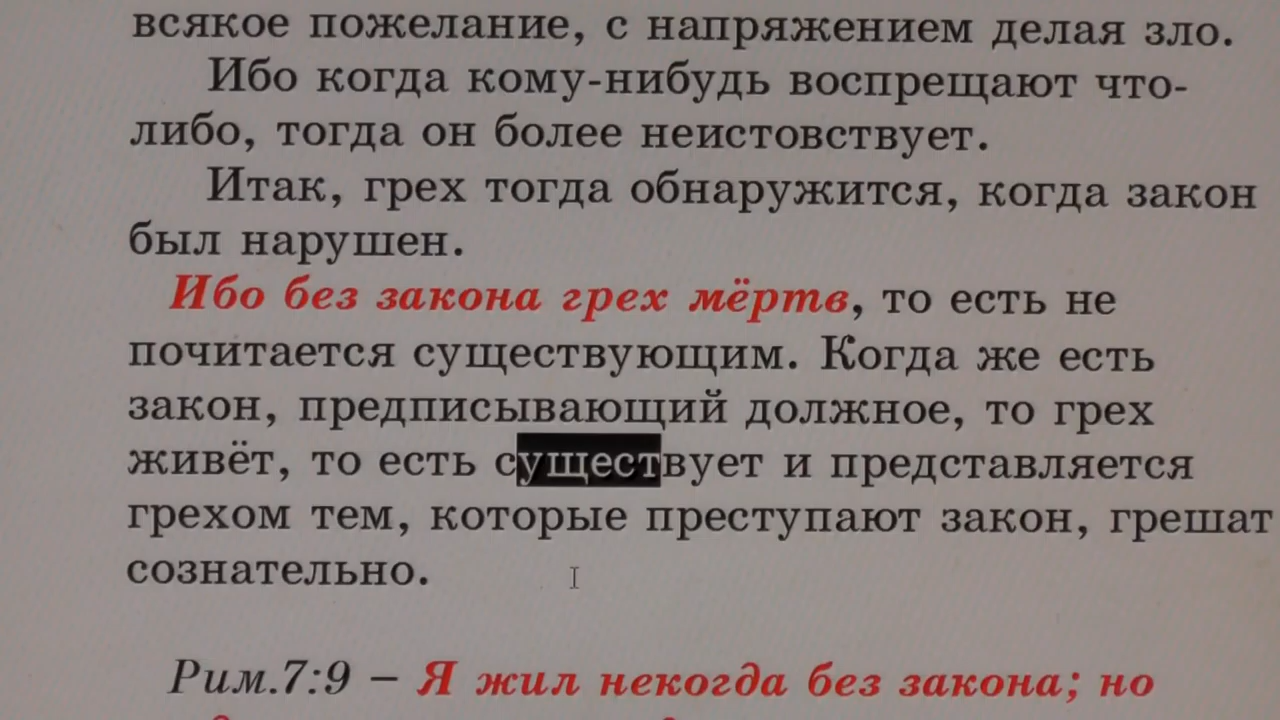 всякое пожелание, с напряжением делая зло.
Ибо когда кому-нибудь воспрещают что-
либо, тогда он более неистовствует.
Итак, грех тогда обнаружится, когда закон
был нарушен.
Ибо без закона грех мёртв, то есть не
почитается существующим. Когда же есть
закон, предписывающий должное, то грех
живёт, то есть существует и представляется
грехом тем, которые преступают закон, грешат
сознательно.
Рим.7:9 – Я жил некогда без закона; но